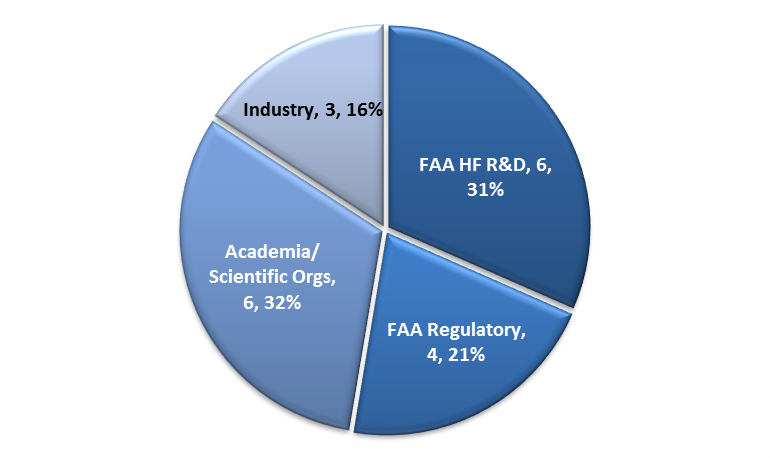 Industry, 3, 16%
FAA HF R&D, 6,
31%
Academia/
Scientific Orgs,
6, 32%
FAA Regulatory,
4, 21%